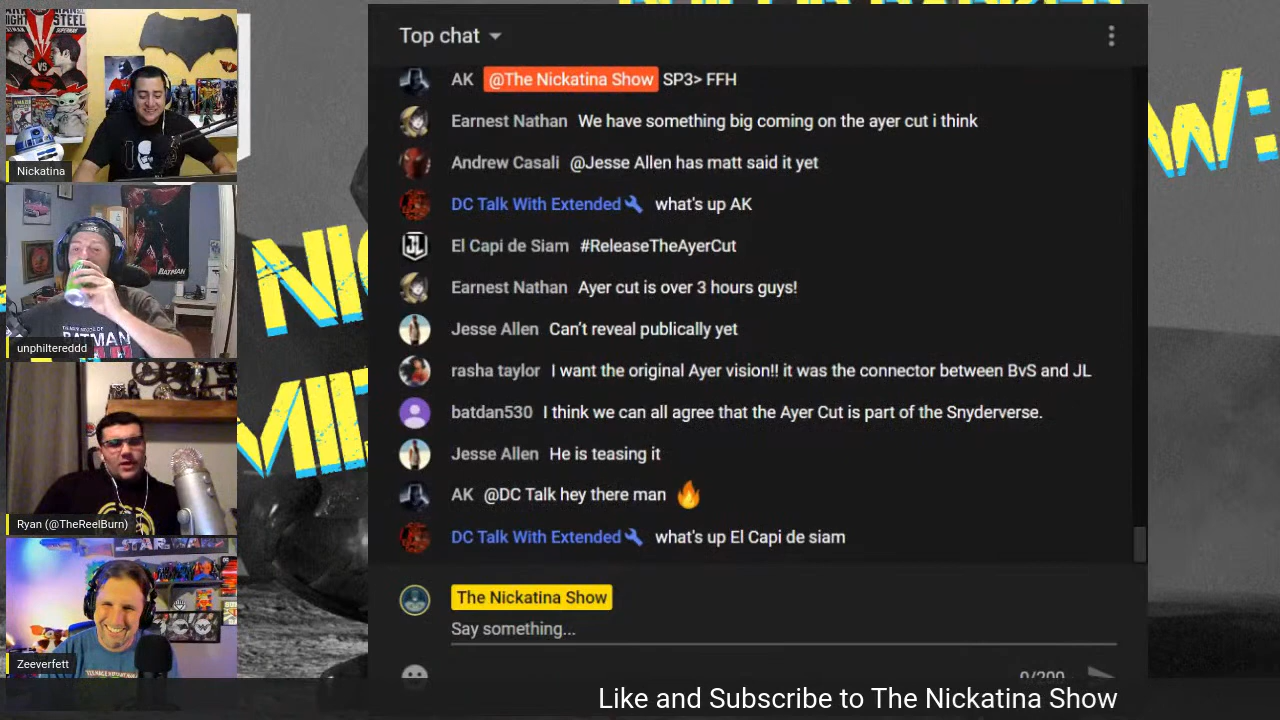 Top chat
AK @The Nickatina Show SP3> FFH
Earnest Nathan We have something big coming on the ayer cut i think
Andrew Casali @Jesse Allen has matt said it yet
DC Talk With Extended what's up AK
El Capi de Siam #ReleaseTheAyerCut
Earnest Nathan Ayer cut is over 3 hours guys!
Jesse Allen Can't reveal publically yet
rasha taylor I want the original Ayer vision!! it was the connector between BvS and JL
batdan530 I think we can all agree that the Ayer Cut is part of the Snyderverse.
Jesse Allen He is teasing it
AK @DC Talk hey there man
DC Talk With Extended what's up El Capi de siam
The Nickatina Show
Say something...
0/200
Nickatina
BATMAN
BATMAN
unphiltereddd
Ryan (@TheReelBurn)
Zeeverfett
Like and Subscribe to The Nickatina Show